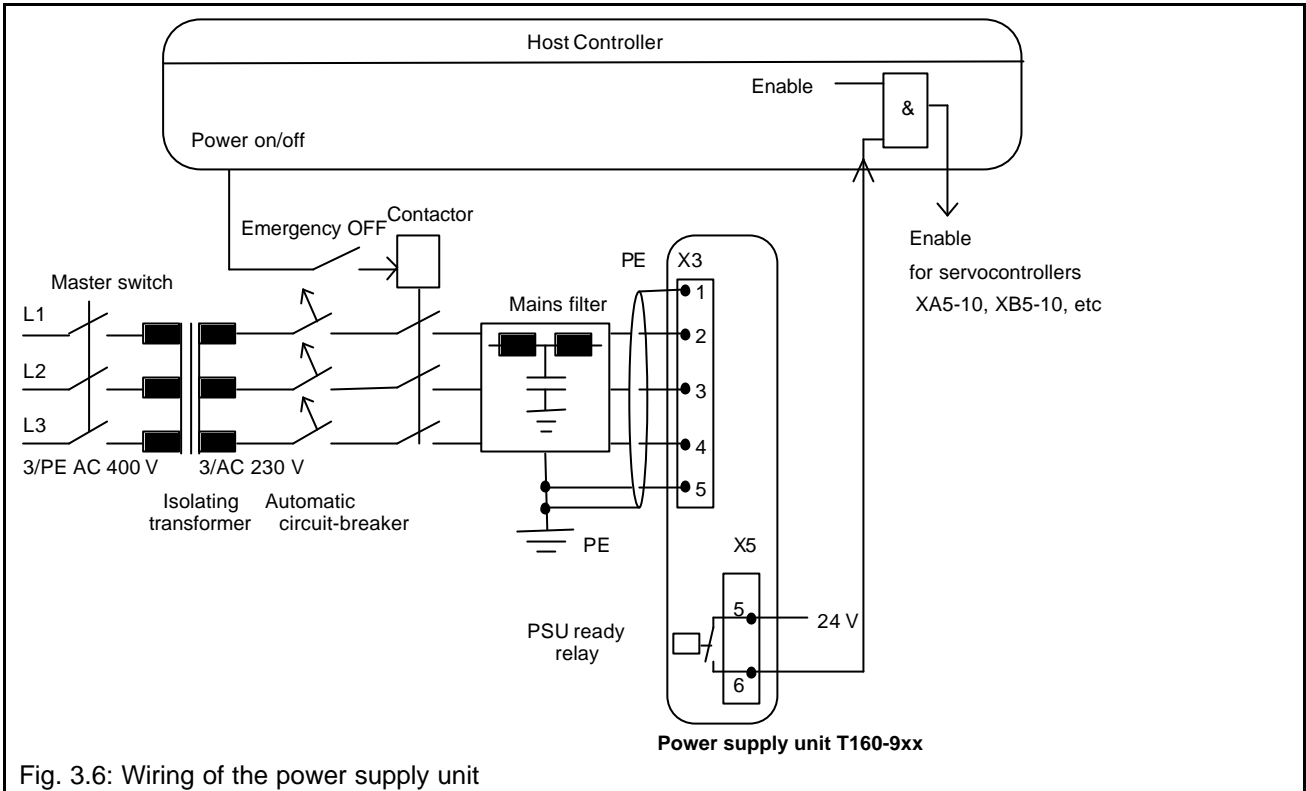 Host Controller
Enable
&
Power on/off
Emergency OFF
Contactor
Enable
for servocontrollers
XA5-10, XB5-10, etc
PE
X3
Master switch
L1
Mains filter
1
2
L2
3
L3
4
3/PE AC 400 V
3/AC 230 V
5
Isolating
transformer
Automatic
circuit-breaker
PE
X5
5
24 V
PSU ready
relay
6
Power supply unit T160-9xx
Fig. 3.6: Wiring of the power supply unit